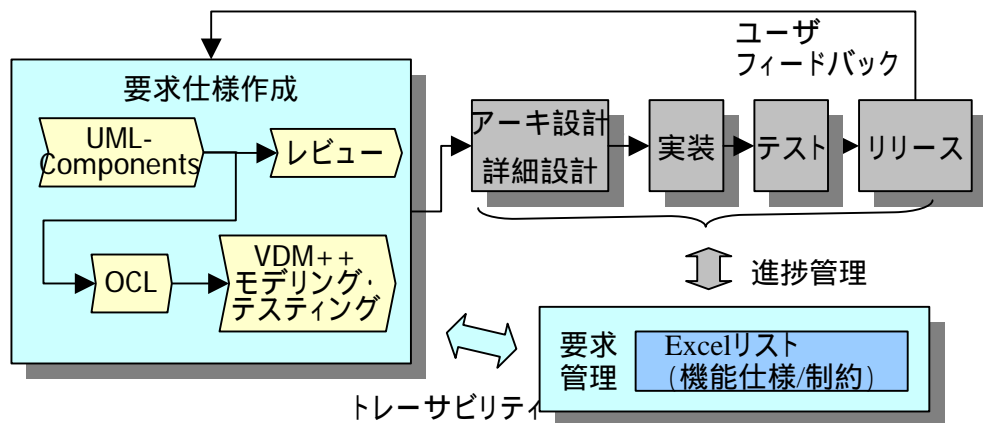 ユーザ
フィードバック
要求仕様作成
UML-
Components
レビュー
OCL
VDM++
モデリング・
テスティング
アーキ設計
詳細設計
実装
テスト
リリース
進捗管理
要求
管理
Excelリスト
(機能仕様/制約)
トレーサビリティ